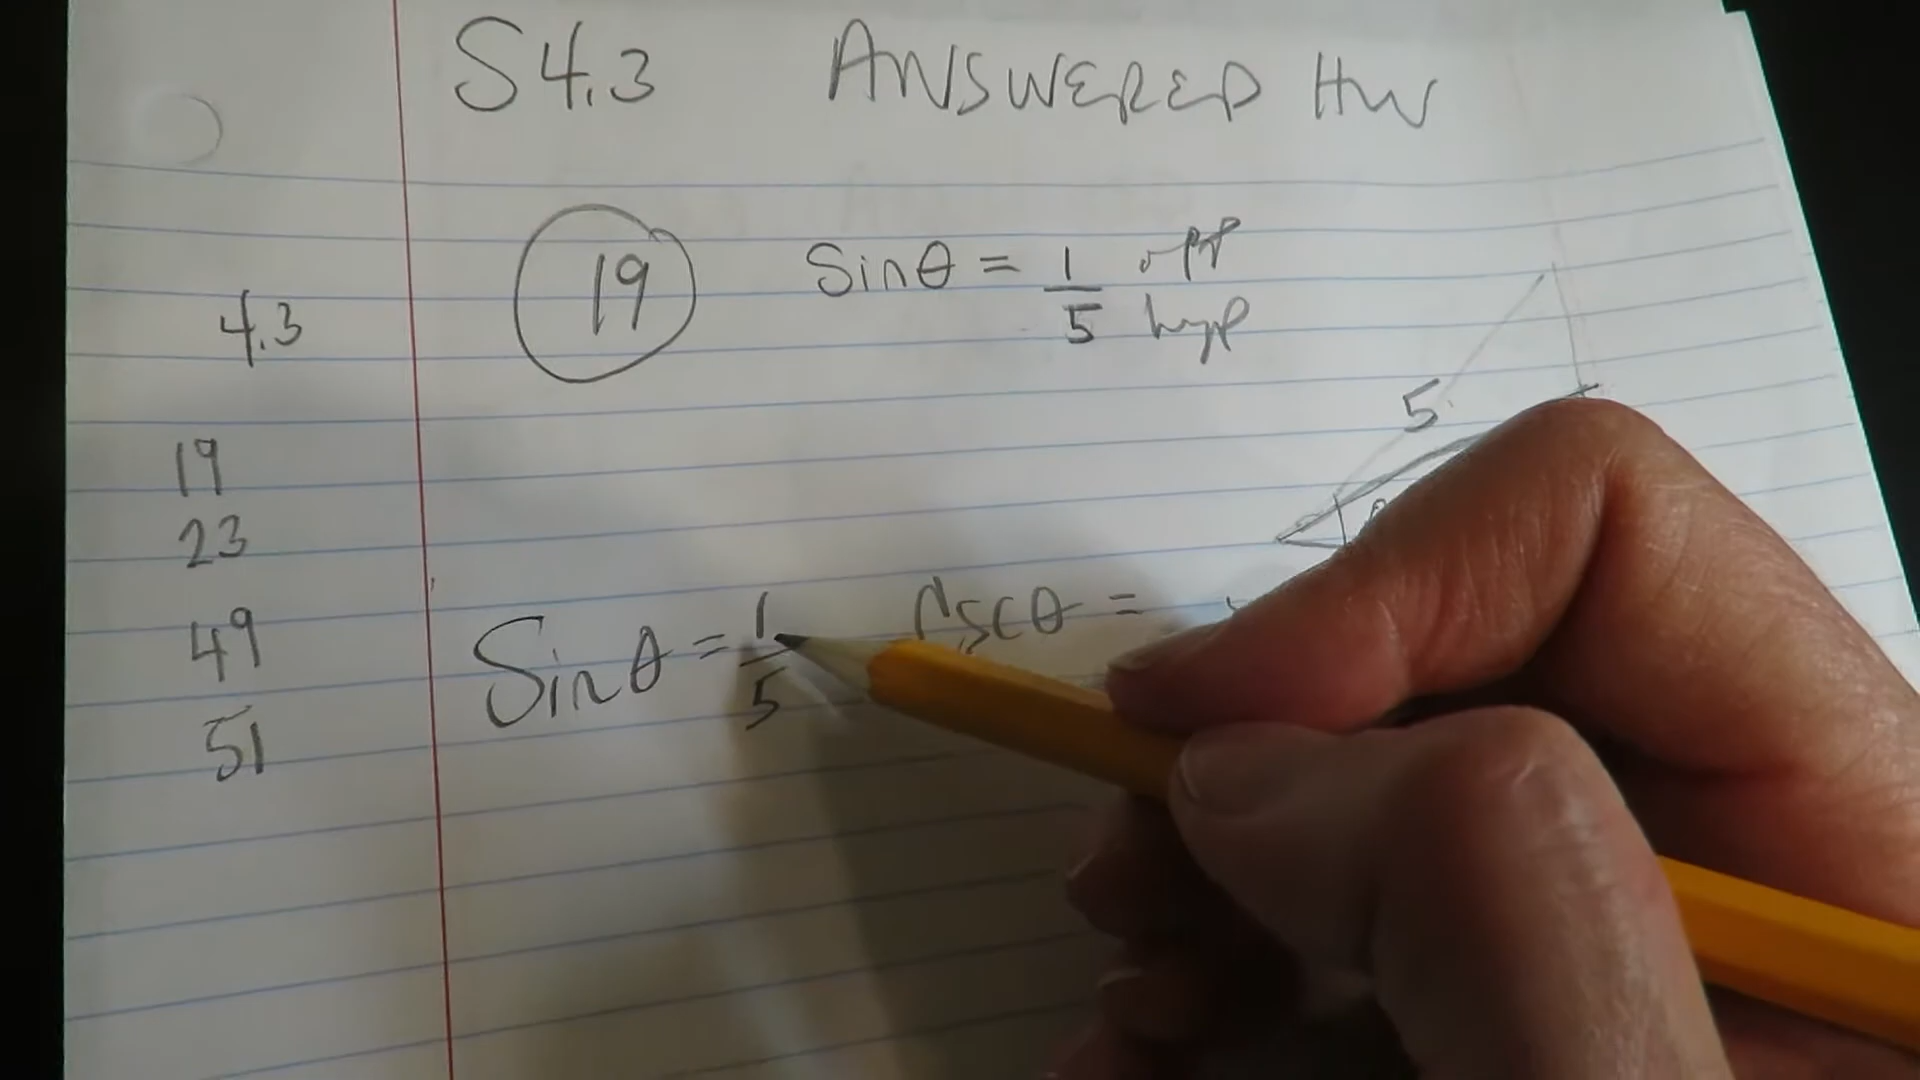 S4.3 ANSWERED HW
19 Sinθ = 1/5 opp hyp
4.3
5
19
23
49
51
Sinθ = 1/5 cscθ =